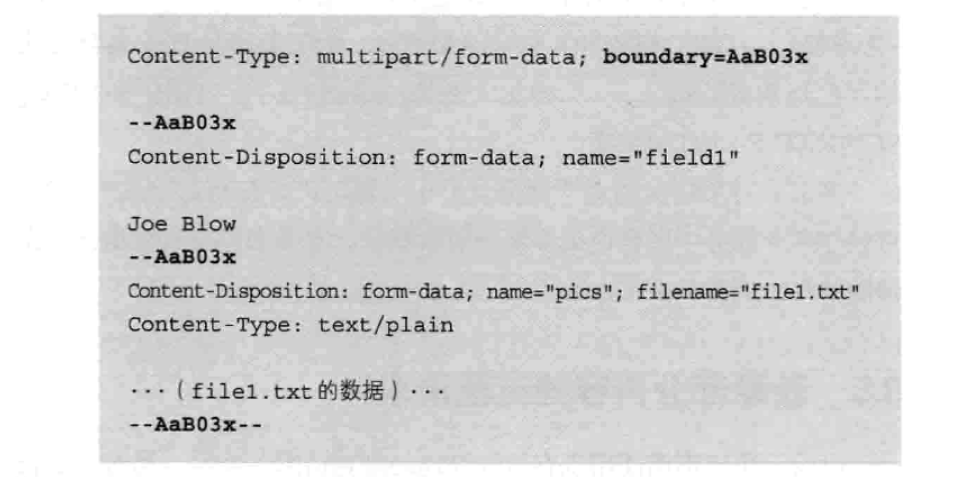 Content-Type: multipart/form-data; boundary=AaB03x
--AaB03x
Content-Disposition: form-data; name="field1"
Joe Blow
--AaB03x
Content-Disposition: form-data; name="pics"; filename="file1.txt"
Content-Type: text/plain
···（file1.txt的数据）···
--AaB03x--